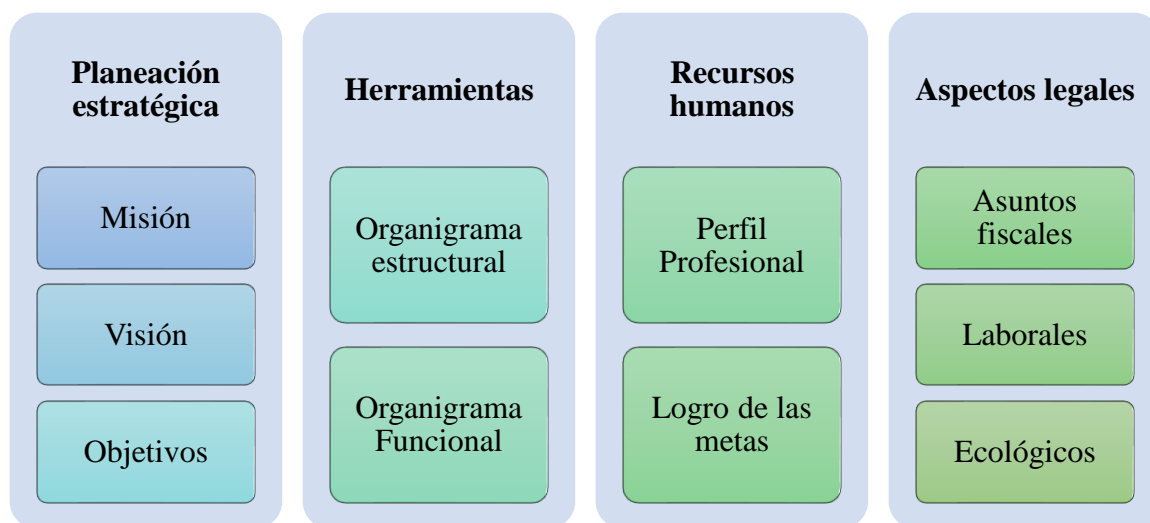 Planeación
estratégica
Misión
Visión
Objetivos
Herramientas
Organigrama
estructural
Organigrama
Funcional
Recursos
humanos
Perfil
Profesional
Logro de las
metas
Aspectos legales
Asuntos
fiscales
Laborales
Ecológicos